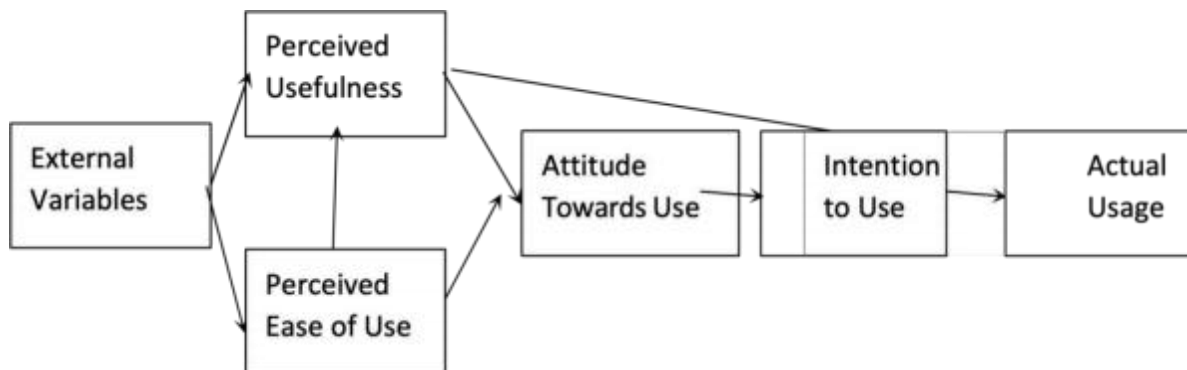 Perceived
Usefulness
External
Variables
Perceived
Ease of Use
Attitude
Towards Use
Intention
to Use
Actual
Usage